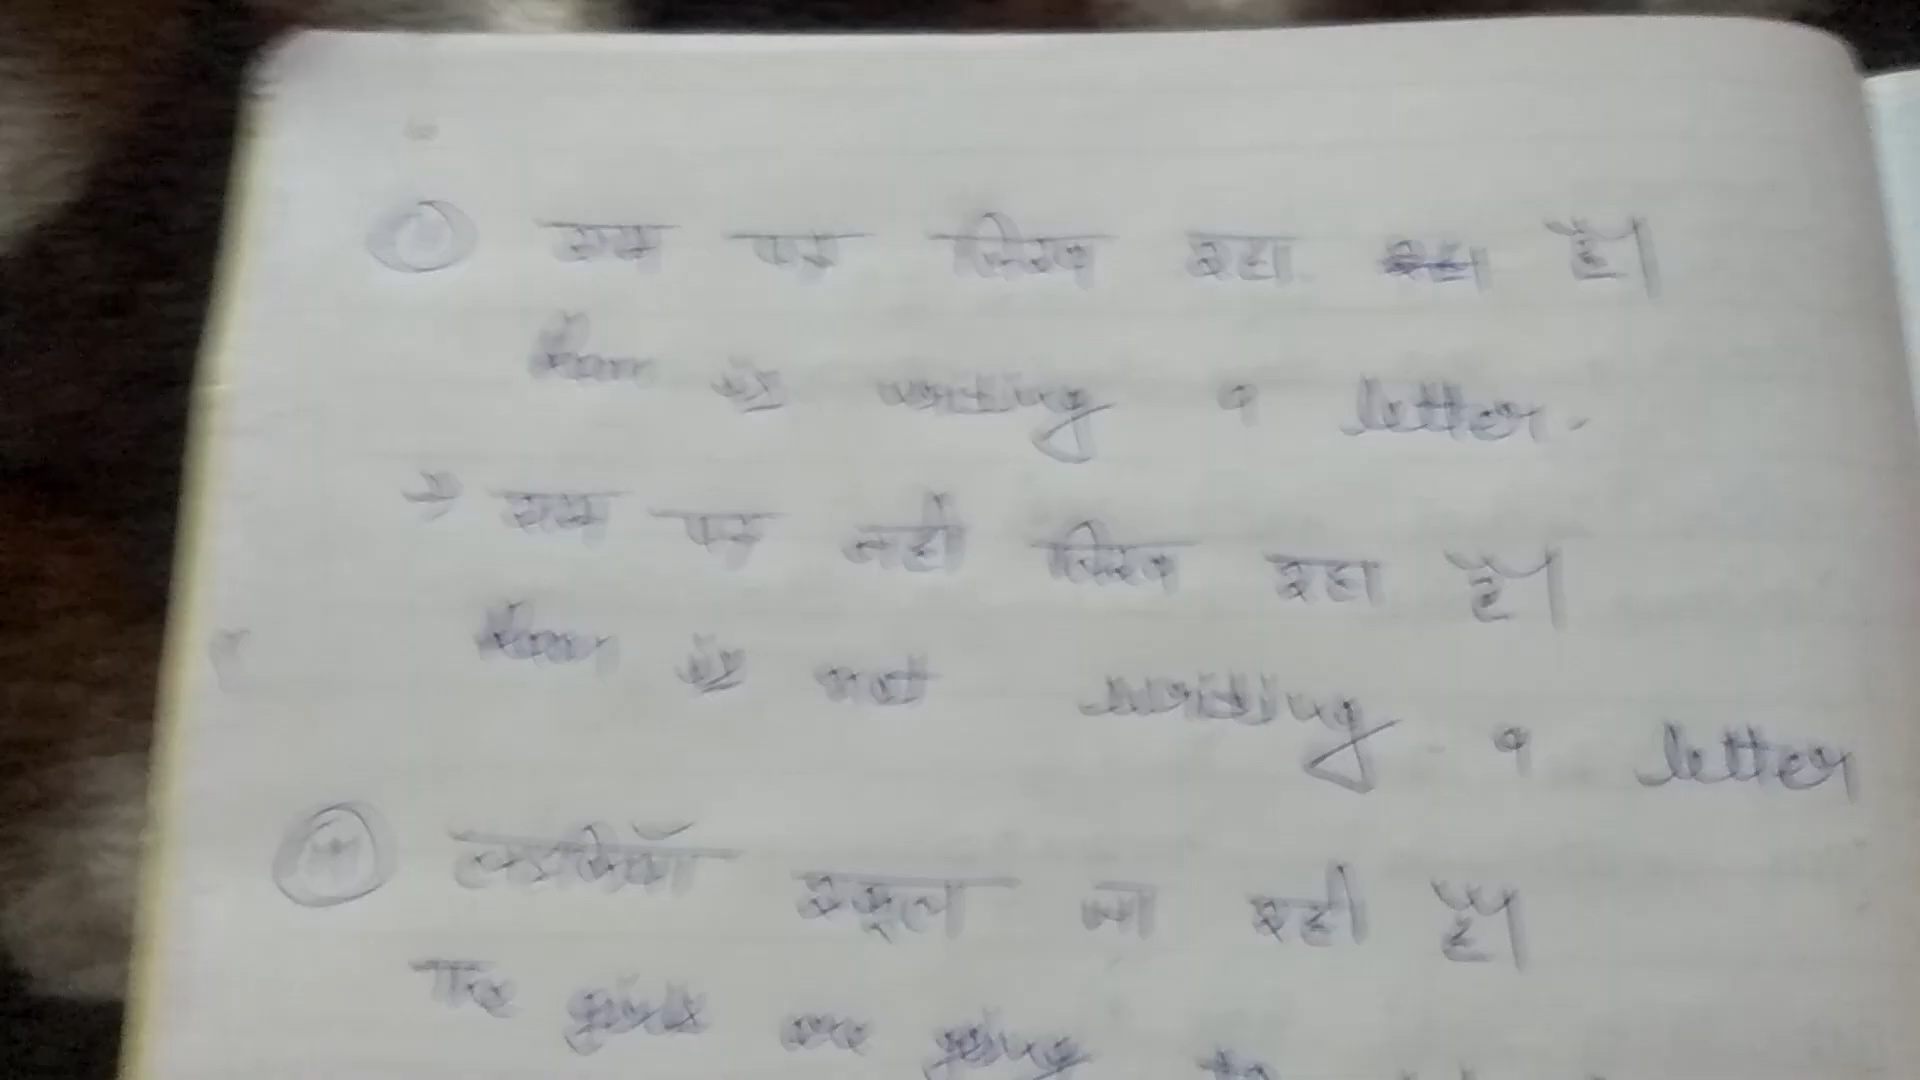 ① राम पत्र लिख रहा है।
Ram is writing a letter.
→ राम पत्र नहीं लिख रहा है।
Ram is not writing a letter
लड़कियाँ स्कूल जा रही हैं।
The girls are going to